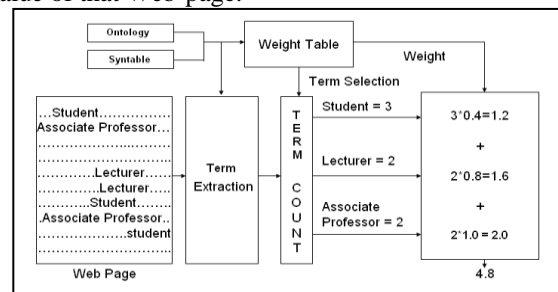 value of that Web page.
Ontology
Syntable
Weight Table
Weight
Term Selection
...Student..................
Associate Professor...
..............Lecturer......
..............Lecturer.....
.............Student.......
.Associate Professor..
......................student
Web Page
Term
Extraction
TERM COUNT
Student = 3
Lecturer = 2
Associate
Professor = 2
3*0.4=1.2
+
2*0.8=1.6
+
2*1.0 = 2.0
4.8